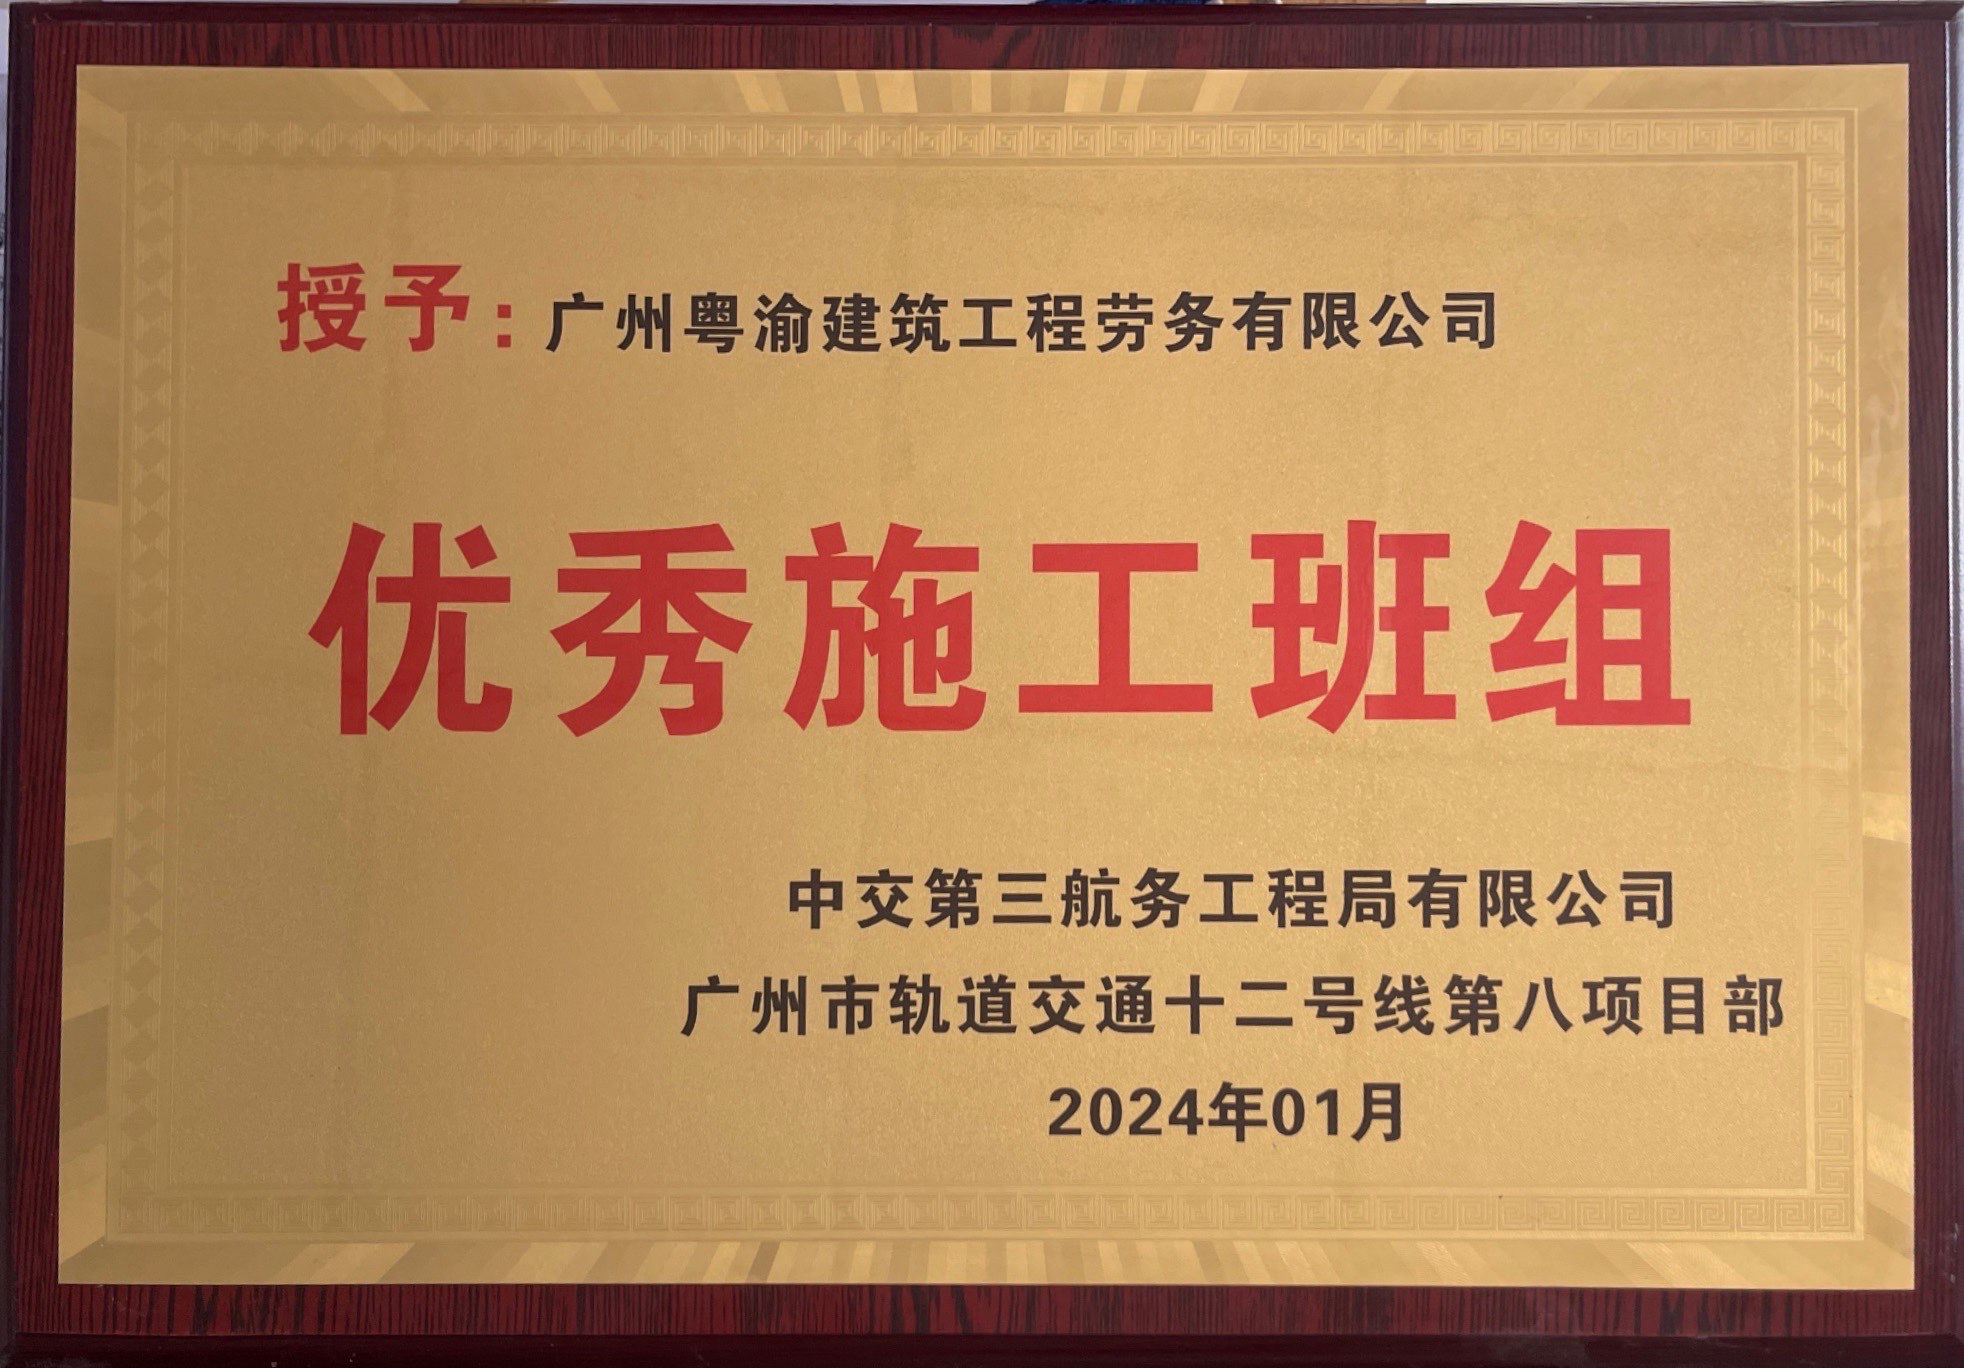 授予：广州粤渝建筑工程劳务有限公司
优秀施工班组
中交第三航务工程局有限公司
广州市轨道交通十二号线第八项目部
2024年01月